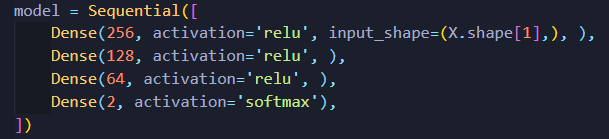 model = Sequential([
    Dense(256, activation='relu', input_shape=(X.shape[1],), ),
    Dense(128, activation='relu', ),
    Dense(64, activation='relu', ),
    Dense(2, activation='softmax'),
])